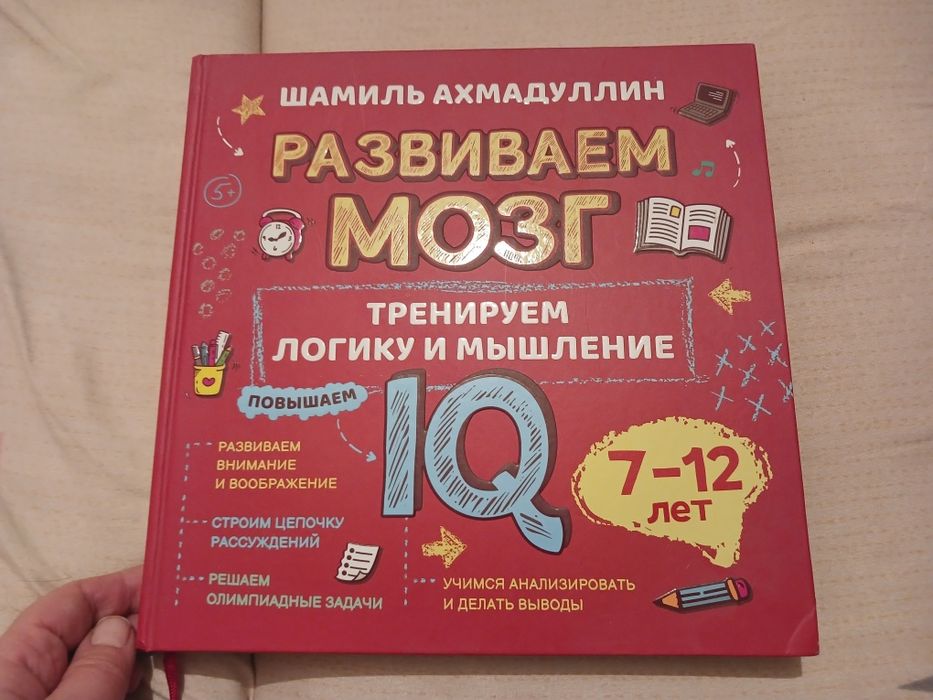 ШАМИЛЬ АХМАДУЛЛИН
РАЗВИВАЕМ
МОЗГ
5+
ТРЕНИРУЕМ
ЛОГИКУ И МЫШЛЕНИЕ
ПОВЫШАЕМ
IQ
7-12
лет
РАЗВИВАЕМ
ВНИМАНИЕ
И ВООБРАЖЕНИЕ
СТРОИМ ЦЕПОЧКУ
РАССУЖДЕНИЙ
РЕШАЕМ
ОЛИМПИАДНЫЕ ЗАДАЧИ
УЧИМСЯ АНАЛИЗИРОВАТЬ
И ДЕЛАТЬ ВЫВОДЫ